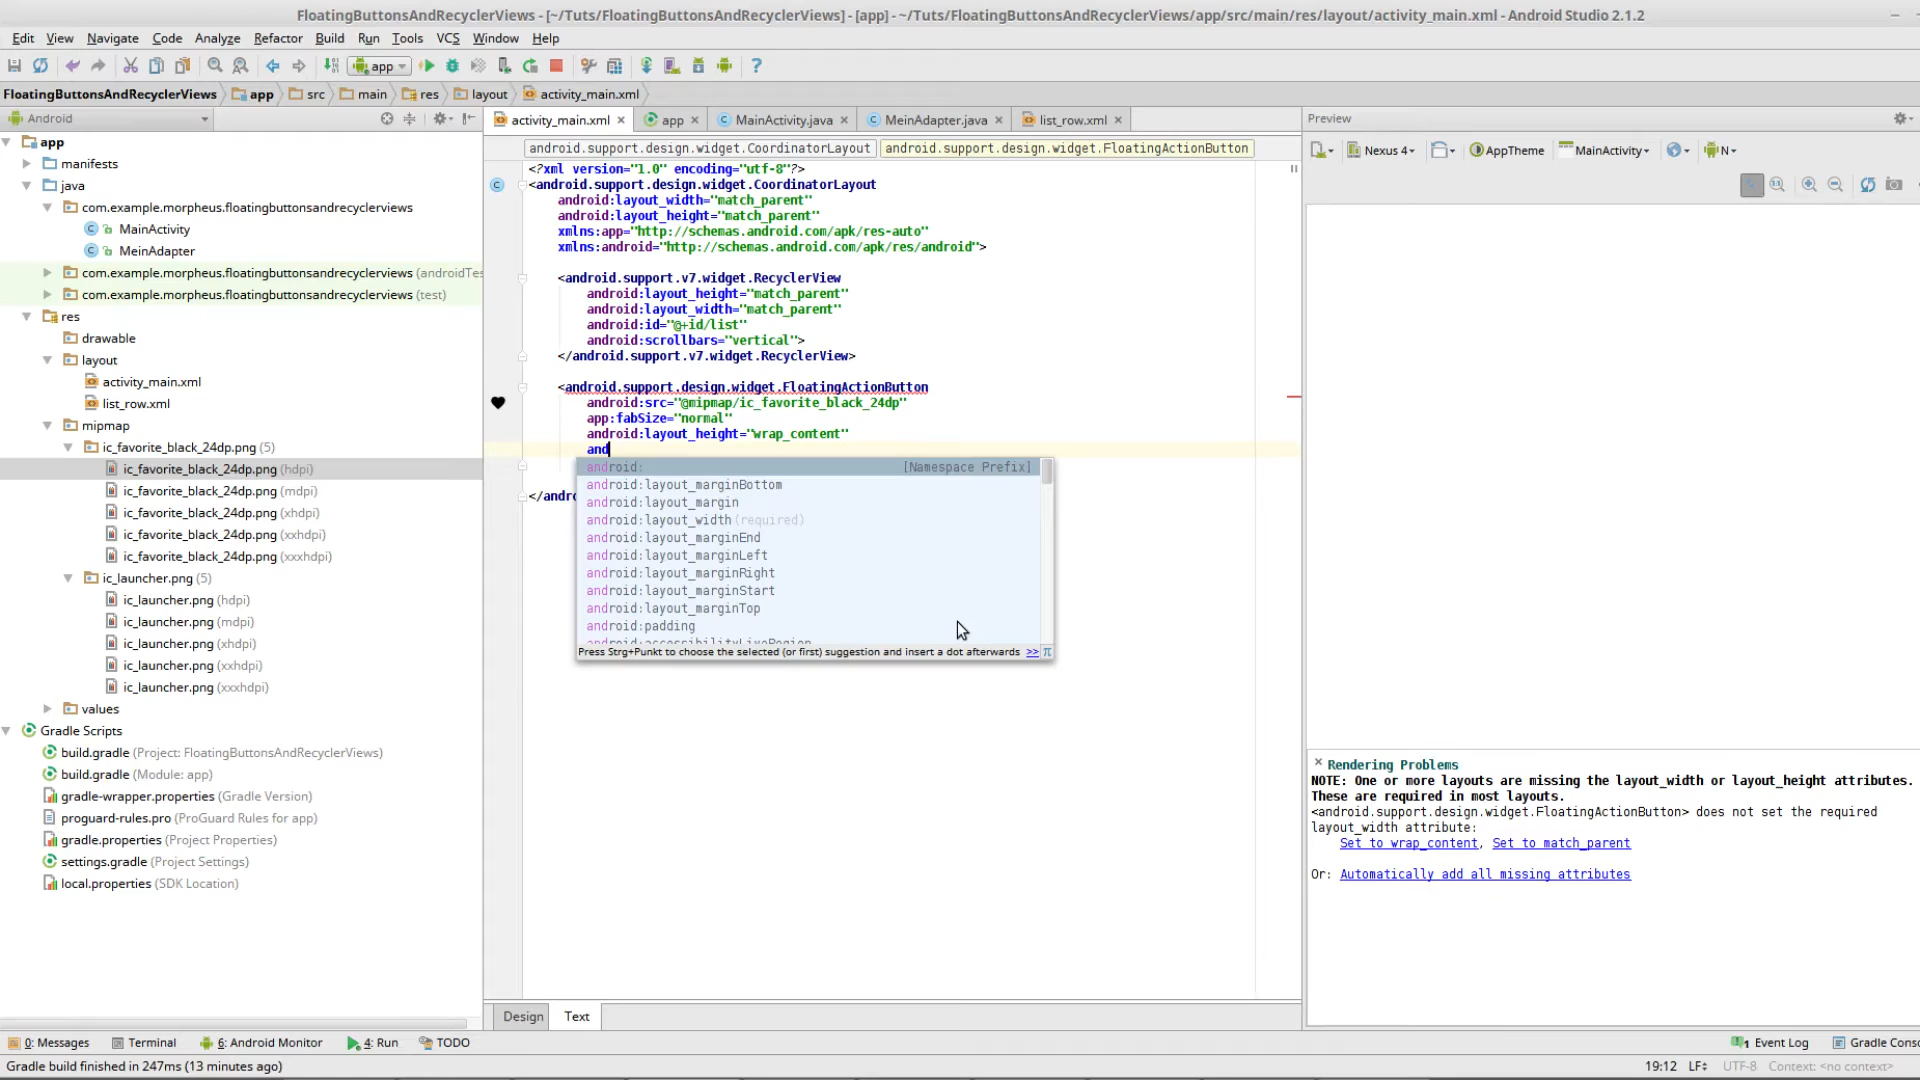 FloatingButtonsAndRecyclerViews - [~/Tuts/FloatingButtonsAndRecyclerViews] - [app] - ~/Tuts/FloatingButtonsAndRecyclerViews/app/src/main/res/layout/activity_main.xml - Android Studio 2.1.2
Edit View Navigate Code Analyze Refactor Build Run Tools VCS Window Help
app
FloatingButtonsAndRecyclerViews app src main res layout activity_main.xml
Android
activity_main.xml app MainActivity.java MeinAdapter.java list_row.xml
Preview
app
manifests
java
com.example.morpheus.floatingbuttonsandrecyclerviews
MainActivity
MeinAdapter
com.example.morpheus.floatingbuttonsandrecyclerviews (androidTes
com.example.morpheus.floatingbuttonsandrecyclerviews (test)
res
drawable
layout
activity_main.xml
list_row.xml
mipmap
ic_favorite_black_24dp.png (5)
ic_favorite_black_24dp.png (hdpi)
ic_favorite_black_24dp.png (mdpi)
ic_favorite_black_24dp.png (xhdpi)
ic_favorite_black_24dp.png (xxhdpi)
ic_favorite_black_24dp.png (xxxhdpi)
ic_launcher.png (5)
ic_launcher.png (hdpi)
ic_launcher.png (mdpi)
ic_launcher.png (xhdpi)
ic_launcher.png (xxhdpi)
ic_launcher.png (xxxhdpi)
values
Gradle Scripts
build.gradle (Project: FloatingButtonsAndRecyclerViews)
build.gradle (Module: app)
gradle-wrapper.properties (Gradle Version)
proguard-rules.pro (ProGuard Rules for app)
gradle.properties (Project Properties)
settings.gradle (Project Settings)
local.properties (SDK Location)
android.support.design.widget.CoordinatorLayout android.support.design.widget.FloatingActionButton
<?xml version="1.0" encoding="utf-8"?>
<android.support.design.widget.CoordinatorLayout
android:layout_width="match_parent"
android:layout_height="match_parent"
xmlns:app="http://schemas.android.com/apk/res-auto"
xmlns:android="http://schemas.android.com/apk/res/android">
<android.support.v7.widget.RecyclerView
android:layout_height="match_parent"
android:layout_width="match_parent"
android:id="@+id/list"
android:scrollbars="vertical">
</android.support.v7.widget.RecyclerView>
<android.support.design.widget.FloatingActionButton
android:src="@mipmap/ic_favorite_black_24dp"
app:fabSize="normal"
android:layout_height="wrap_content"
and
</andro
android: [Namespace Prefix]
android:layout_marginBottom
android:layout_margin
android:layout_width (required)
android:layout_marginEnd
android:layout_marginLeft
android:layout_marginRight
android:layout_marginStart
android:layout_marginTop
android:padding
android:accessibilityLiveRegion
Press Strg+Punkt to choose the selected (or first) suggestion and insert a dot afterwards >> π
Design Text
Nexus 4 AppTheme MainActivity N
Rendering Problems
NOTE: One or more layouts are missing the layout_width or layout_height attributes.
These are required in most layouts.
<android.support.design.widget.FloatingActionButton> does not set the required
layout_width attribute:
Set to wrap_content, Set to match_parent
Or: Automatically add all missing attributes
0: Messages Terminal 6: Android Monitor 4: Run TODO 1 Event Log Gradle Conso
Gradle build finished in 247ms (13 minutes ago) 19:12 LF÷ UTF-8 Context: <no context>